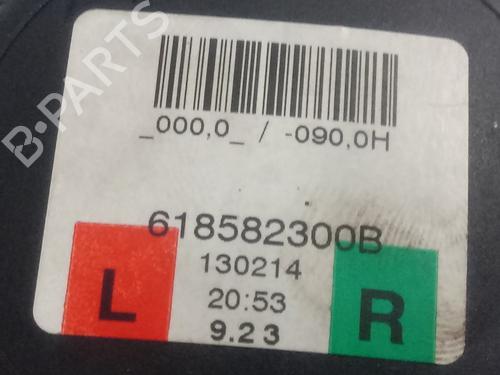 B-PARTS
_000,0_ / -090,0H
618582300B
130214
L
R
20:53
9.23